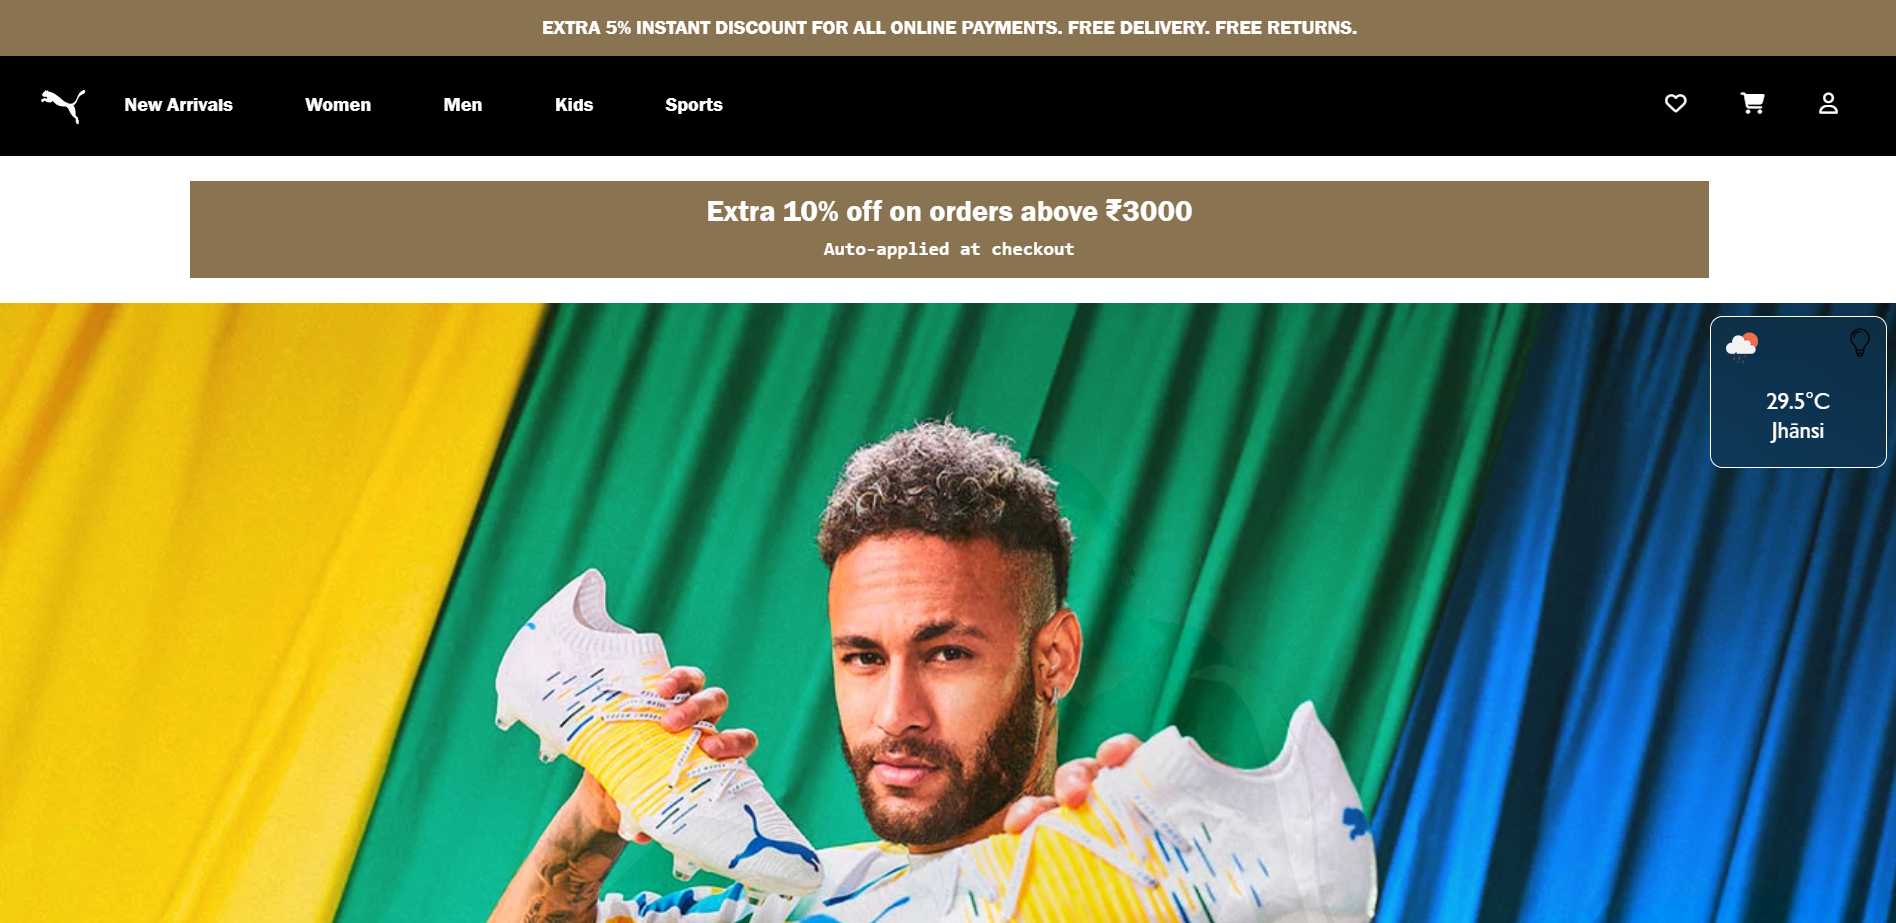 EXTRA 5% INSTANT DISCOUNT FOR ALL ONLINE PAYMENTS. FREE DELIVERY. FREE RETURNS.
New Arrivals Women Men Kids Sports
Extra 10% off on orders above ₹3000
Auto-applied at checkout
29.5°C
Jhānsi